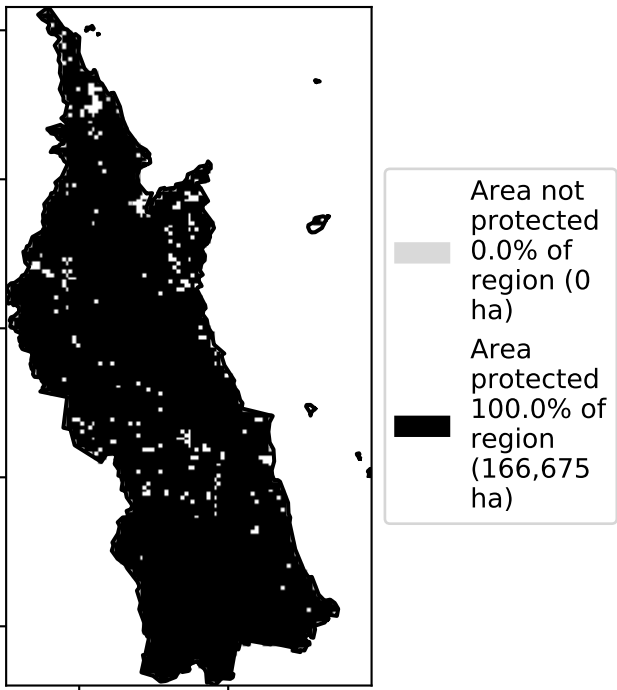 Area not
protected
0.0% of
region (0
ha)
Area
protected
100.0% of
region
(166,675
ha)